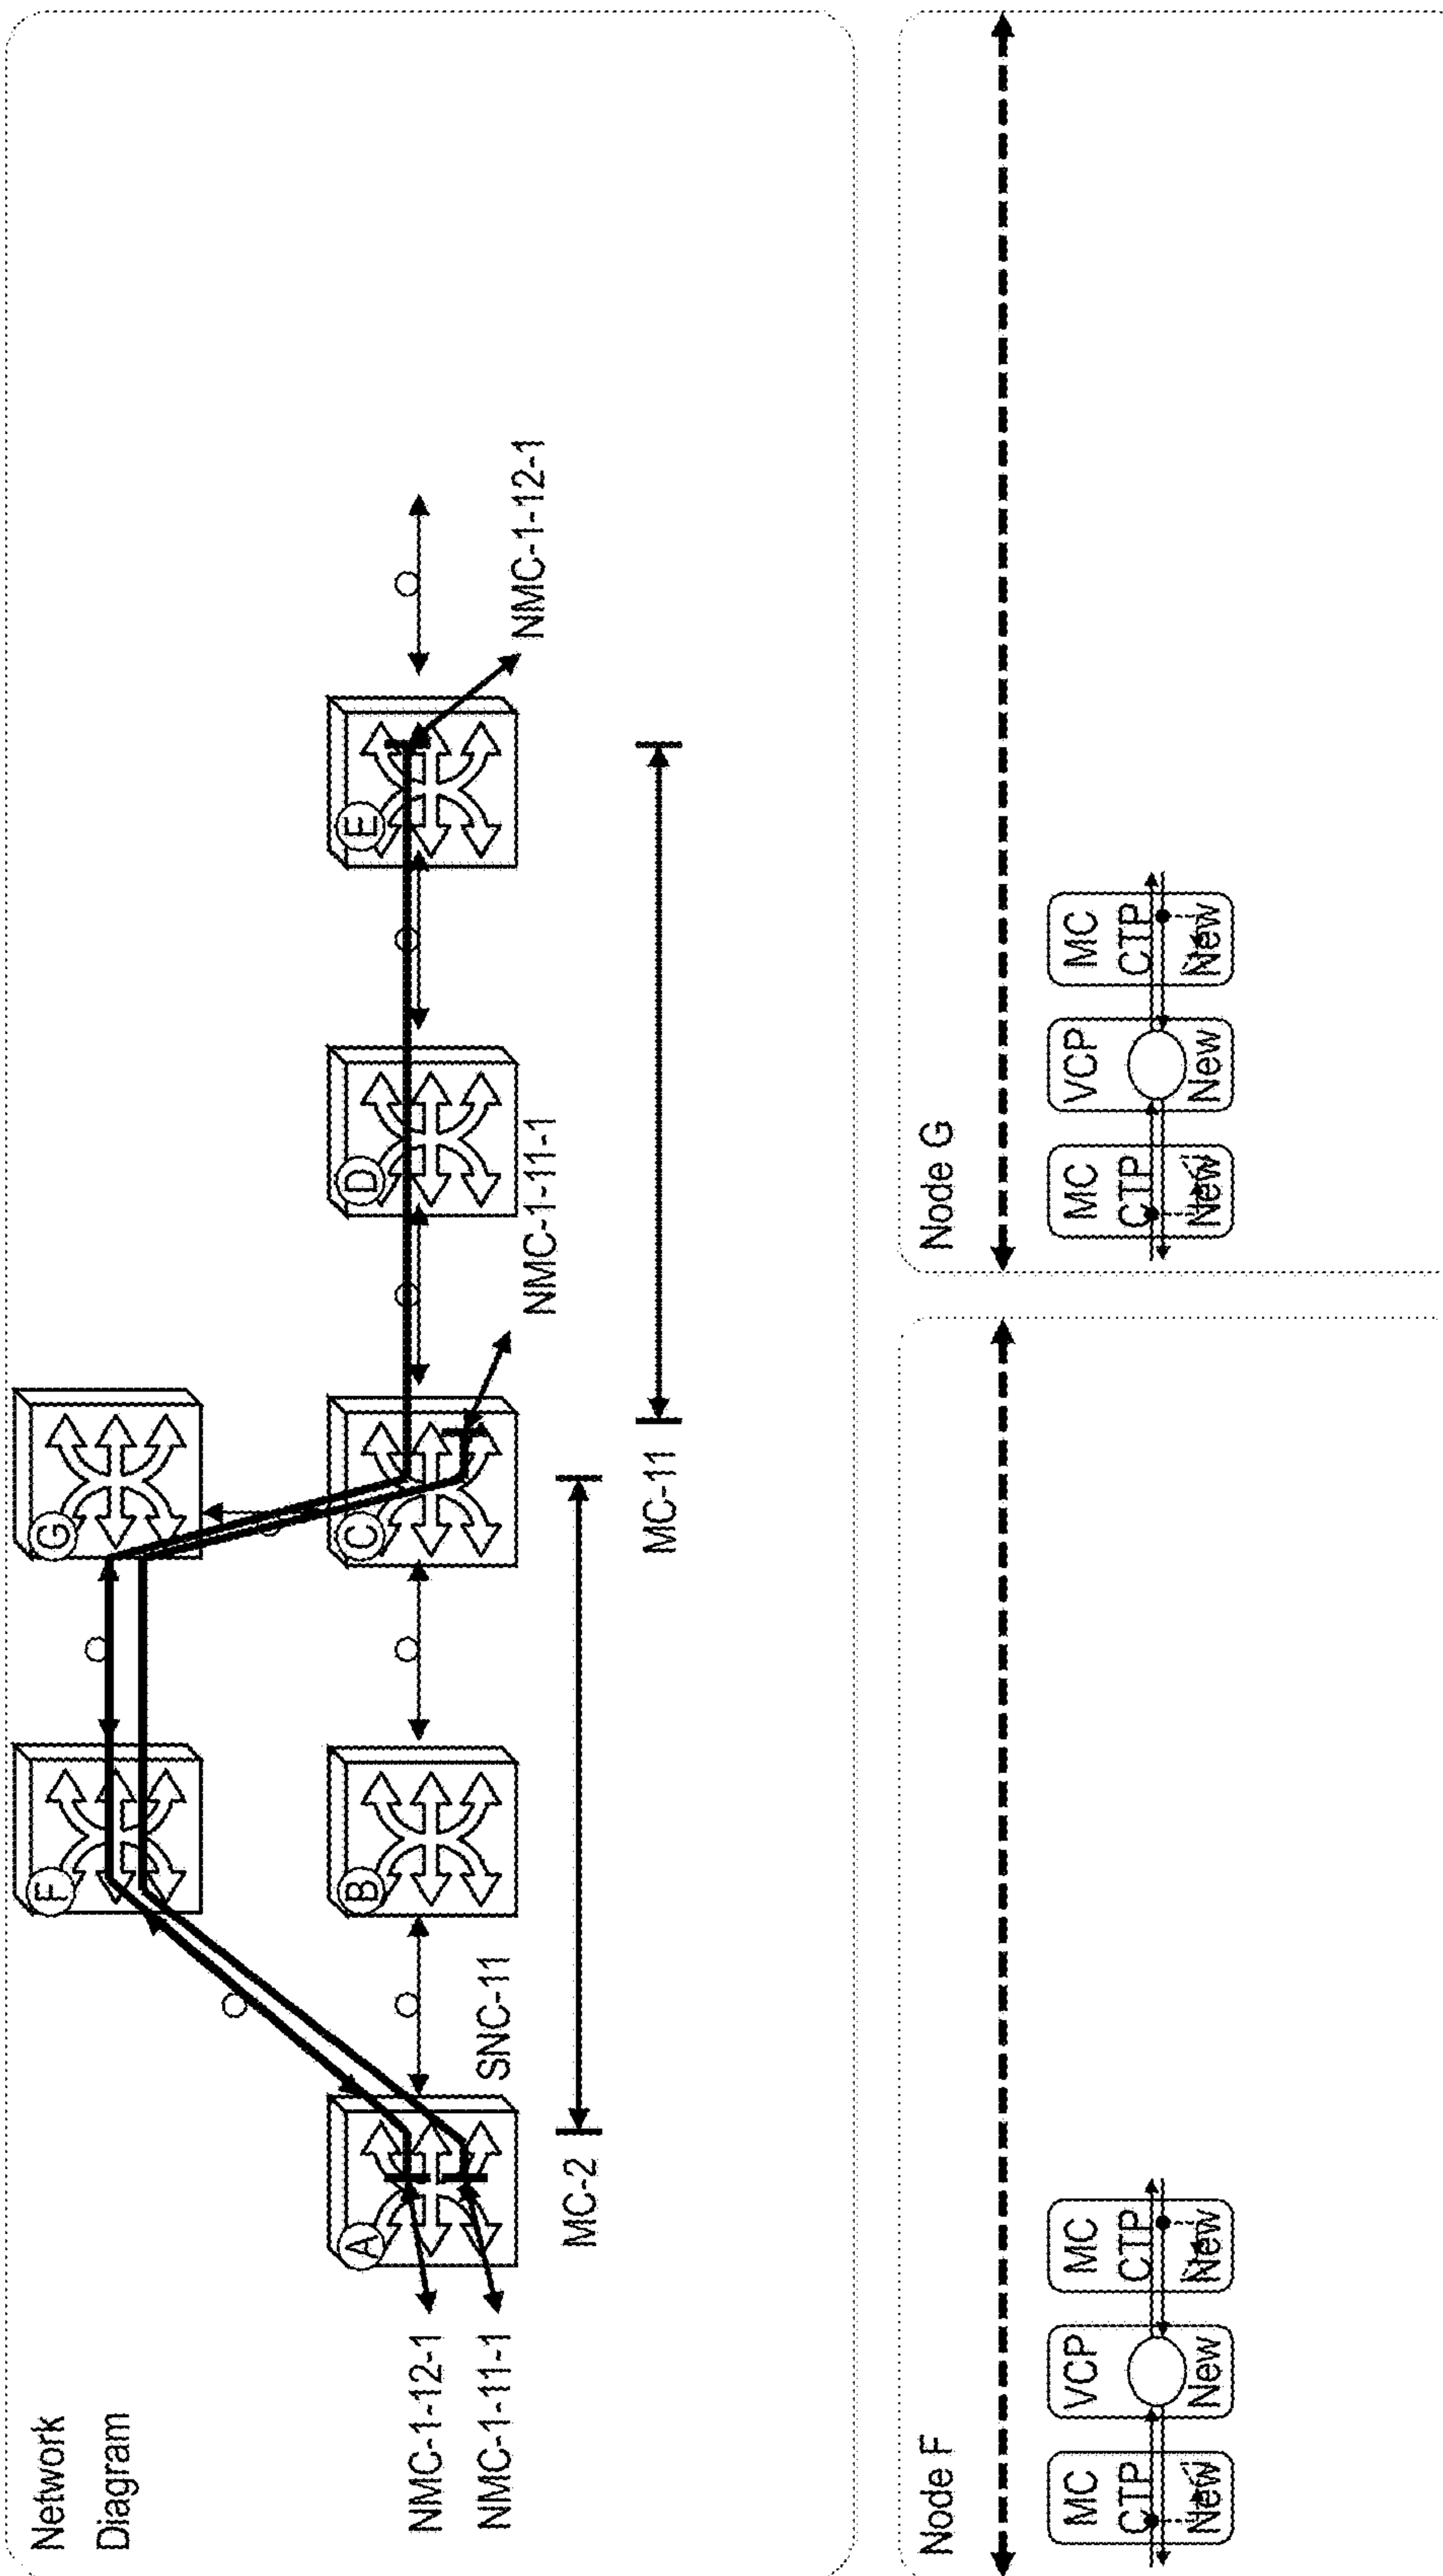 Network
Diagram
F
G
A
B
C
D
E
NMC-1-12-1
NMC-1-11-1
SNC-11
NMC-1-11-1
NMC-1-12-1
MC-2
MC-11
Node F
MC
CTP
New
VCP
New
MC
CTP
New
Node G
MC
CTP
New
VCP
New
MC
CTP
New